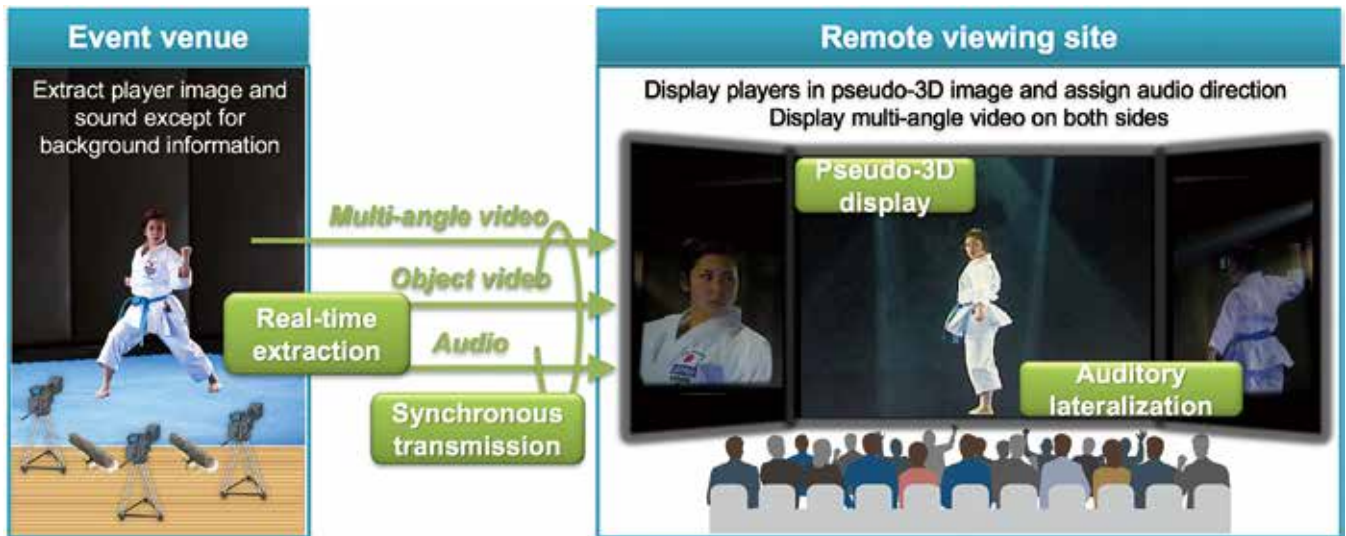 Event venue
Extract player image and
sound except for
background information
Multi-angle video
Object video
Real-time
extraction
Audio
Synchronous
transmission
Remote viewing site
Display players in pseudo-3D image and assign audio direction
Display multi-angle video on both sides
Pseudo-3D
display
Auditory
lateralization